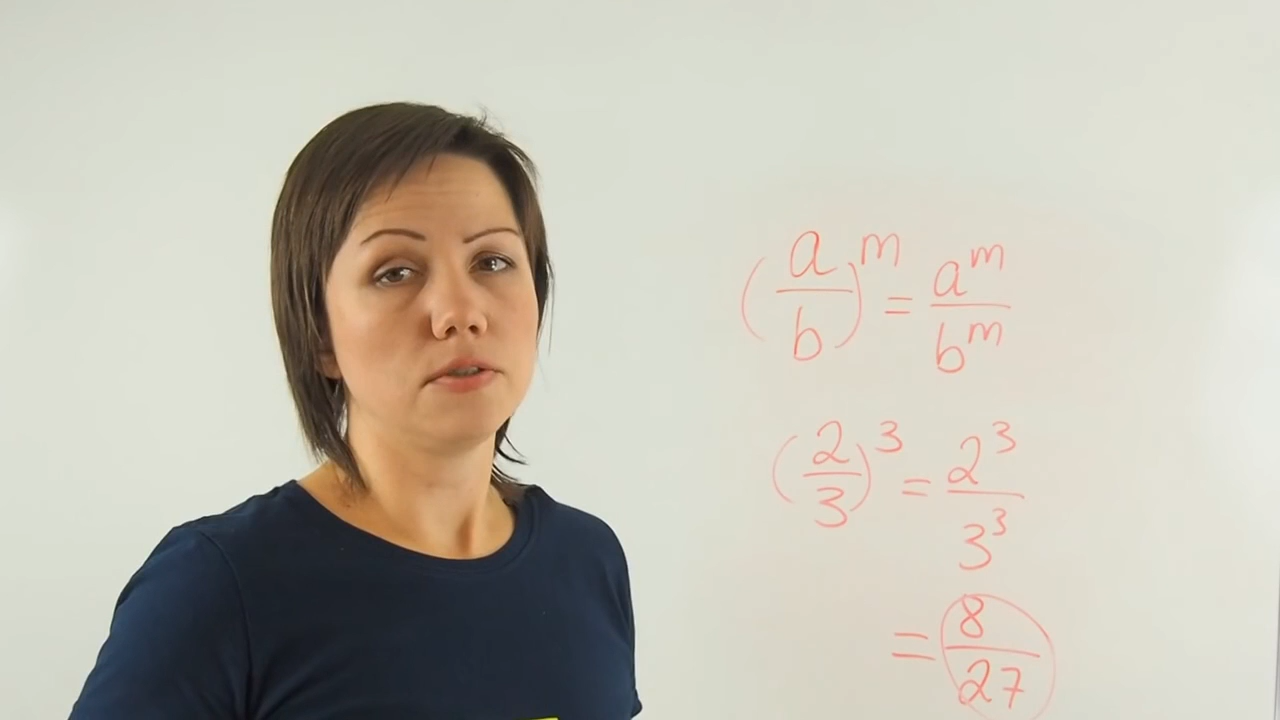 (a/b)^m = a^m/b^m
(2/3)^3 = 2^3/3^3
= 8/27